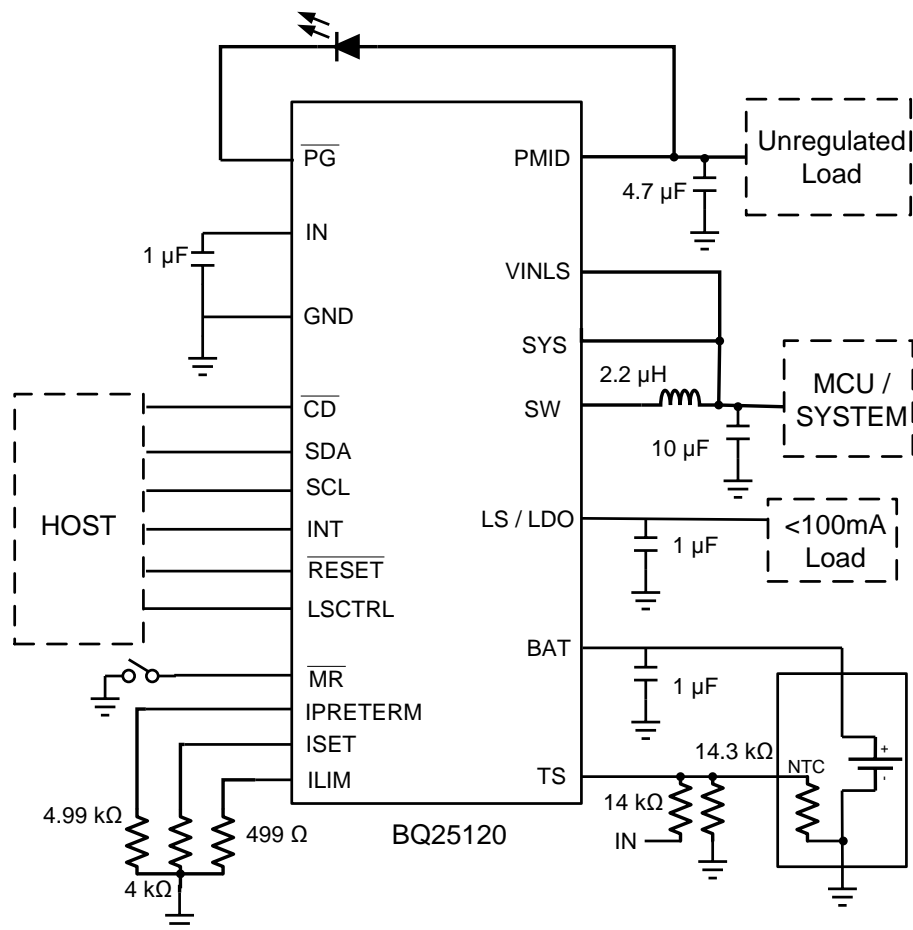 PG
PMID
Unregulated
Load
4.7 µF
IN
1 µF
VINLS
GND
SYS
2.2 µH
MCU /
SYSTEM
CD
SW
10 µF
SDA
SCL
HOST
INT
LS / LDO
<100mA
Load
1 µF
RESET
LSCTRL
BAT
MR
1 µF
IPRETERM
ISET
14.3 kΩ
NTC
+
-
ILIM
TS
4.99 kΩ
499 Ω
14 kΩ
BQ25120
IN
4 kΩ